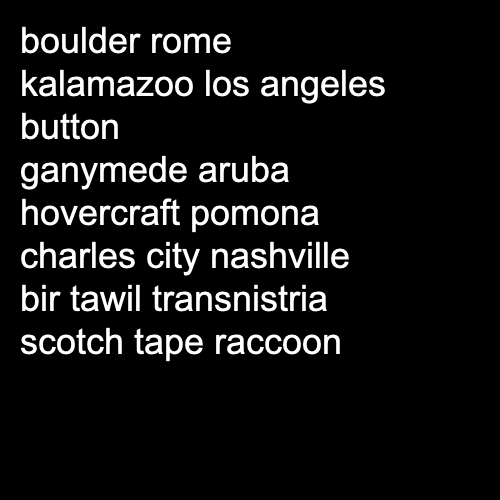 boulder rome
kalamazoo los angeles
button
ganymede aruba
hovercraft pomona
charles city nashville
bir tawil transnistria
scotch tape raccoon